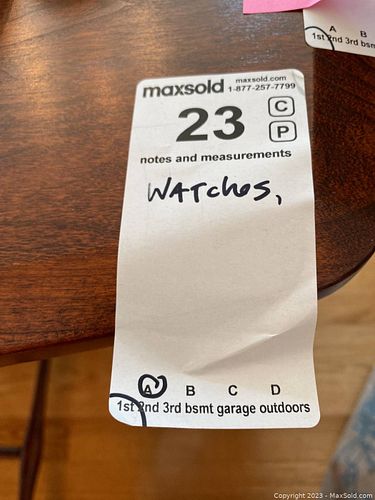 A B
1st 2nd 3rd bsm
maxsold maxsold.com
1-877-257-7799
23 C
P
notes and measurements
WATches,
A B C D
1st 2nd 3rd bsmt garage outdoors
Copyright 2023 - MaxSold.com